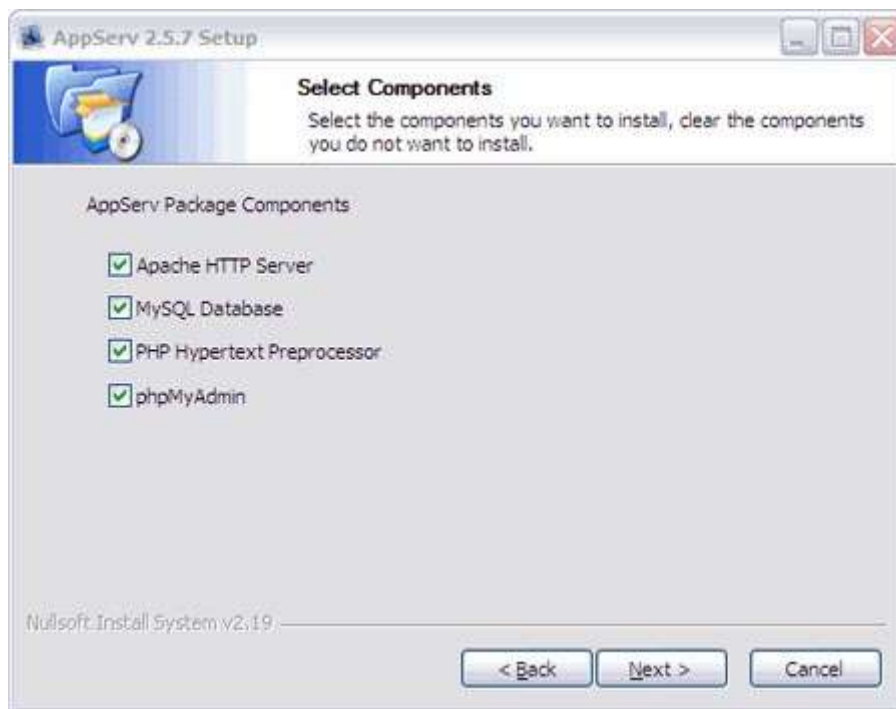 AppServ 2.5.7 Setup
Select Components
Select the components you want to install, clear the components
you do not want to install.
AppServ Package Components
Apache HTTP Server
MySQL Database
PHP Hypertext Preprocessor
phpMyAdmin
Nullsoft Install System v2.19
< Back
Next >
Cancel